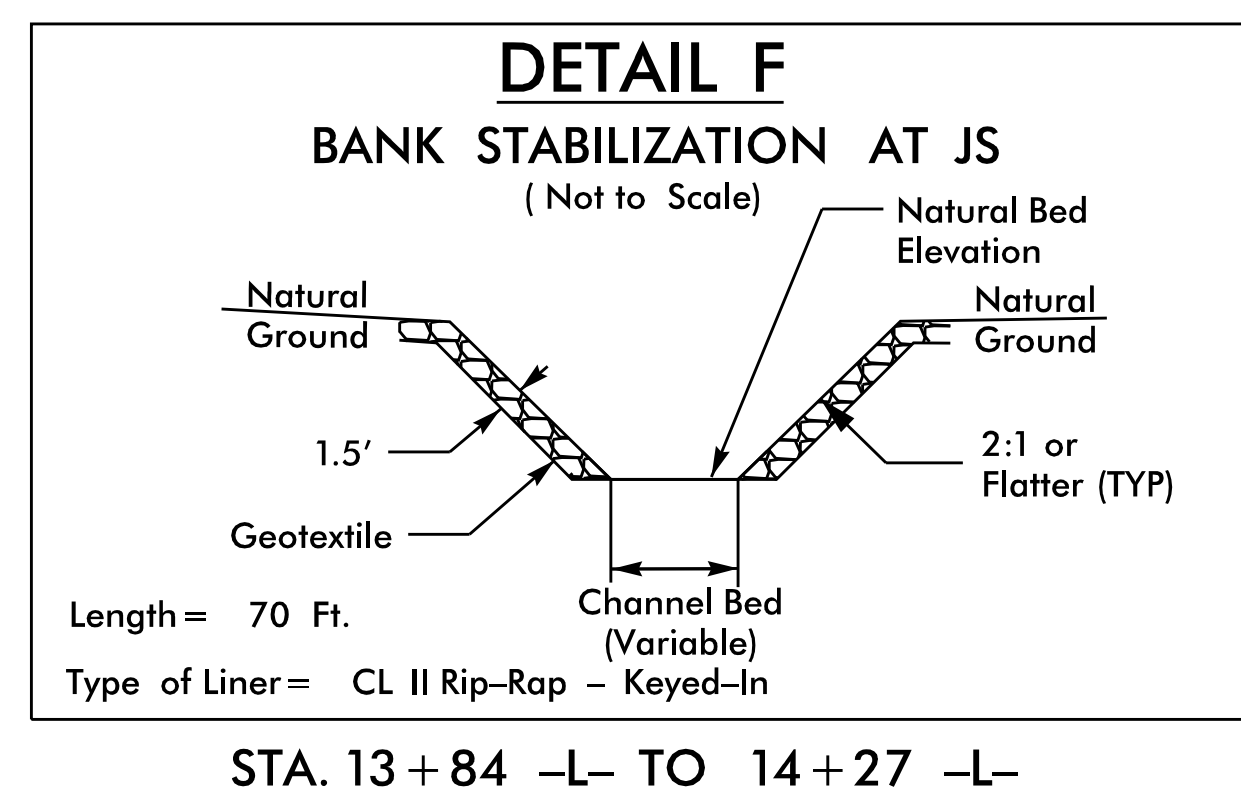 DETAIL F
BANK STABILIZATION AT JS
( Not to Scale)
Natural Bed
Elevation
Natural
Ground
Natural
Ground
1.5'
2:1 or
Flatter (TYP)
Geotextile
Channel Bed
(Variable)
Length = 70 Ft.
Type of Liner = CL II Rip–Rap – Keyed–In
STA. 13+84 –L– TO 14+27 –L–